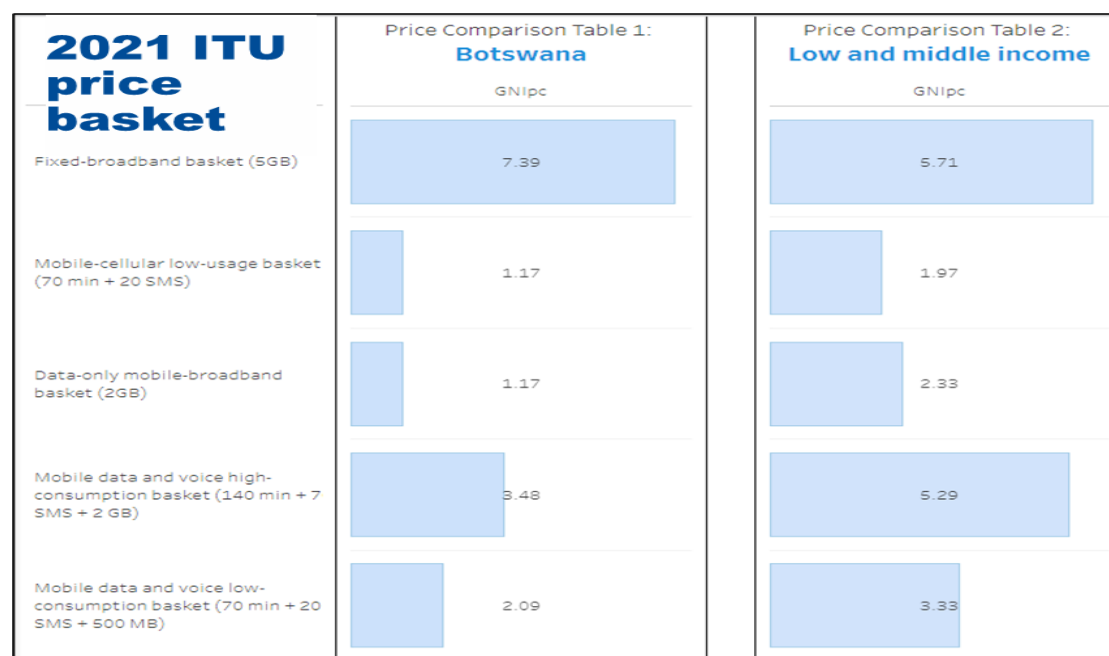 2021 ITU
price
basket
Price Comparison Table 1:
Botswana
GNIpc
Price Comparison Table 2:
Low and middle income
GNIpc
Fixed-broadband basket (5GB)
7.39
5.71
Mobile-cellular low-usage basket
(70 min + 20 SMS)
1.17
1.97
Data-only mobile-broadband
basket (2GB)
1.17
2.33
Mobile data and voice high-
consumption basket (140 min + 7
SMS + 2 GB)
3.48
5.29
Mobile data and voice low-
consumption basket (70 min + 20
SMS + 500 MB)
2.09
3.33